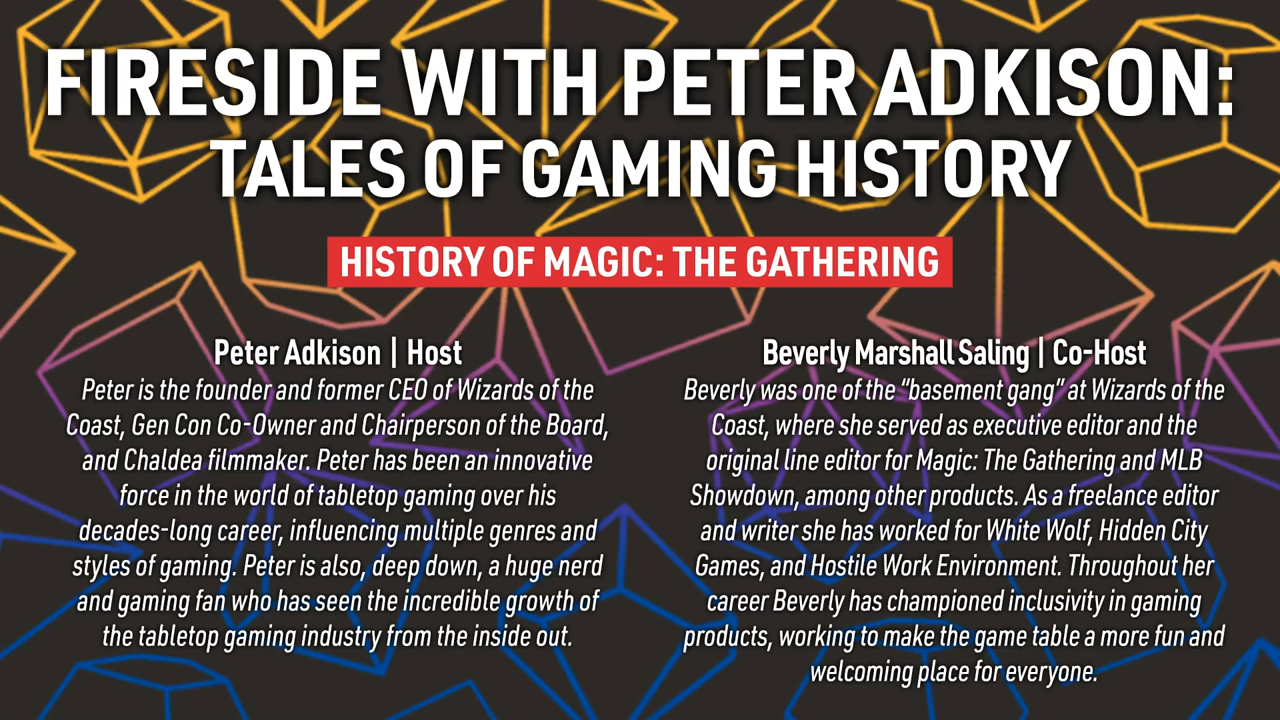 FIRESIDE WITH PETER ADKISON:
TALES OF GAMING HISTORY
HISTORY OF MAGIC: THE GATHERING
Peter Adkison | Host
Peter is the founder and former CEO of Wizards of the
Coast, Gen Con Co-Owner and Chairperson of the Board,
and Chaldea filmmaker. Peter has been an innovative
force in the world of tabletop gaming over his
decades-long career, influencing multiple genres and
styles of gaming. Peter is also, deep down, a huge nerd
and gaming fan who has seen the incredible growth of
the tabletop gaming industry from the inside out.
Beverly Marshall Saling | Co-Host
Beverly was one of the “basement gang” at Wizards of the
Coast, where she served as executive editor and the
original line editor for Magic: The Gathering and MLB
Showdown, among other products. As a freelance editor
and writer she has worked for White Wolf, Hidden City
Games, and Hostile Work Environment. Throughout her
career Beverly has championed inclusivity in gaming
products, working to make the game table a more fun and
welcoming place for everyone.